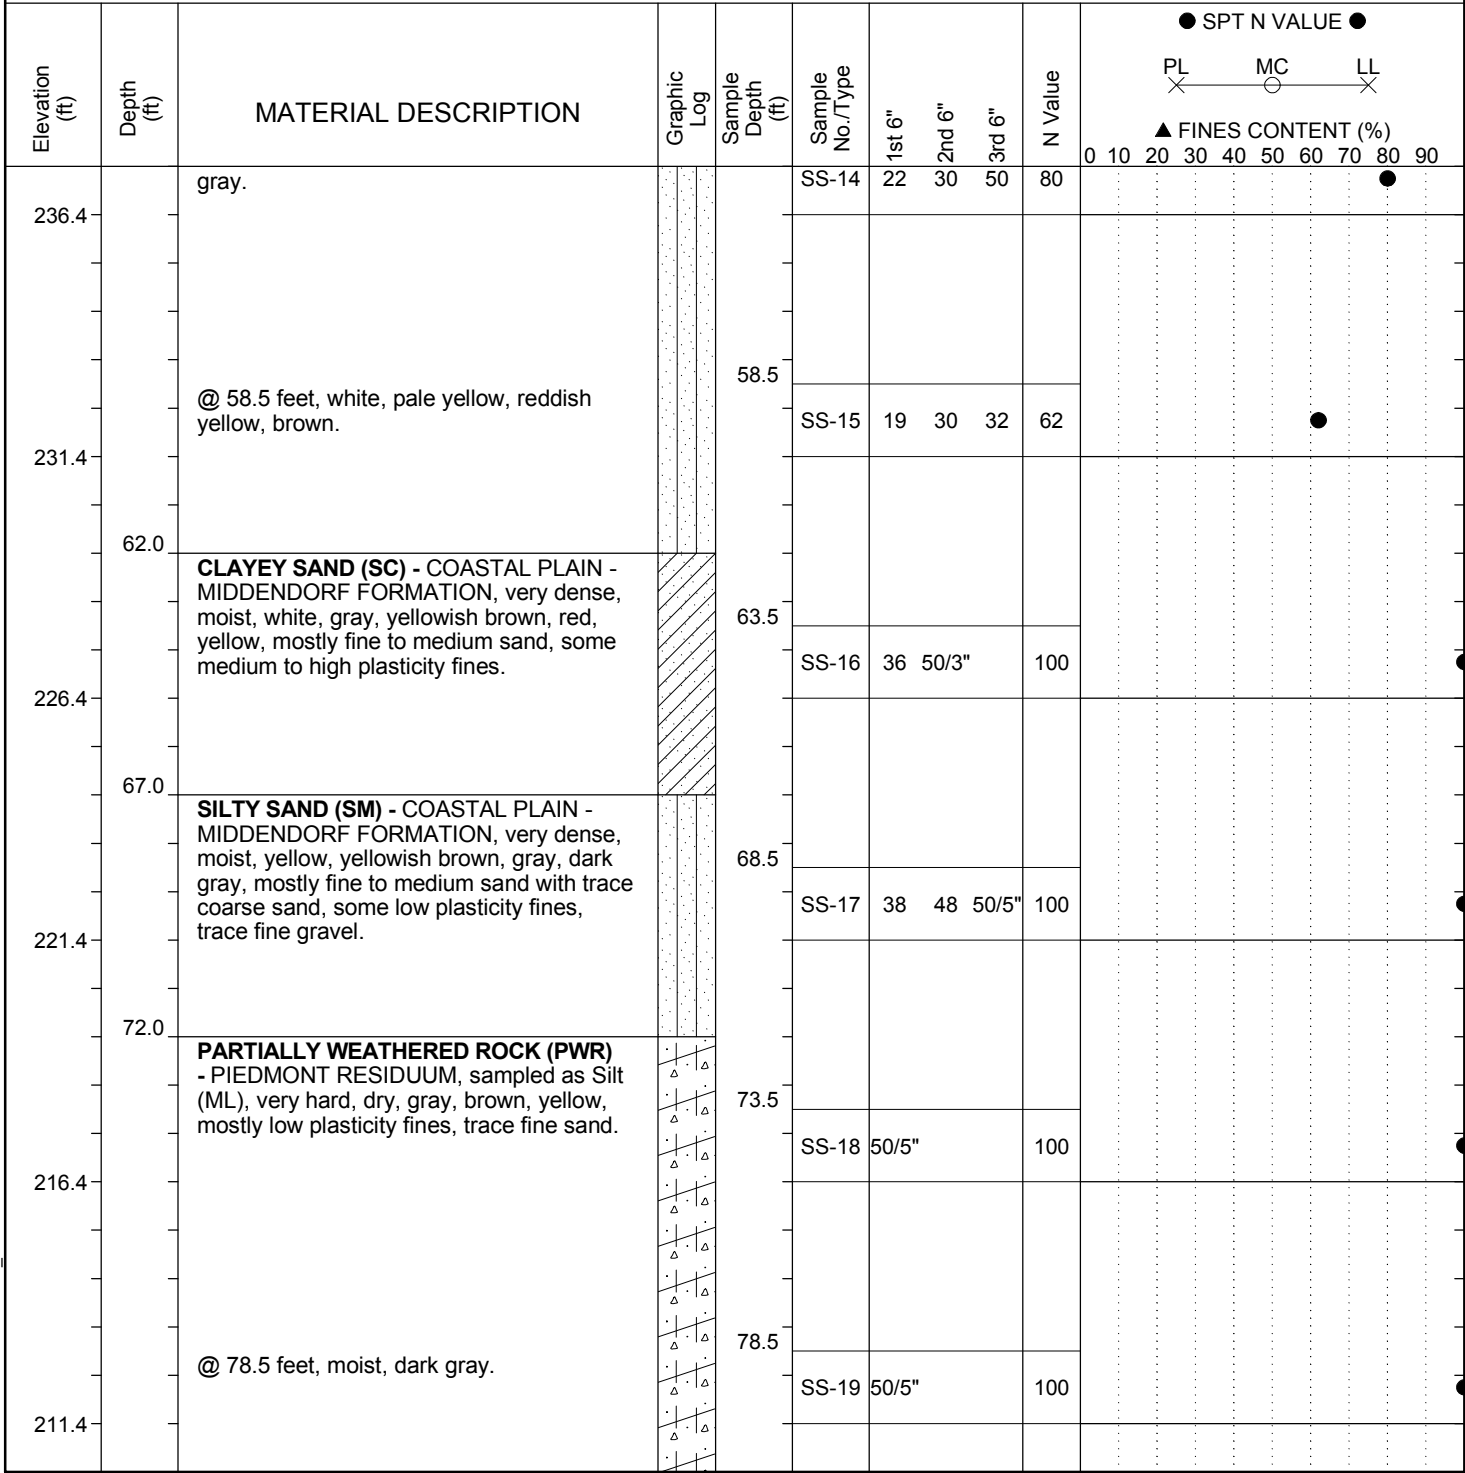 Elevation (ft)
Depth (ft)
MATERIAL DESCRIPTION
Graphic Log
Sample Depth (ft)
Sample No./Type
1st 6"
2nd 6"
3rd 6"
N Value
● SPT N VALUE ●
PL MC LL
▲ FINES CONTENT (%)
0 10 20 30 40 50 60 70 80 90
gray.
SS-14 22 30 50 80
236.4
58.5
@ 58.5 feet, white, pale yellow, reddish
yellow, brown.
SS-15 19 30 32 62
231.4
62.0
CLAYEY SAND (SC) - COASTAL PLAIN -
MIDDENDORF FORMATION, very dense,
moist, white, gray, yellowish brown, red,
yellow, mostly fine to medium sand, some
medium to high plasticity fines.
63.5
SS-16 36 50/3" 100
226.4
67.0
SILTY SAND (SM) - COASTAL PLAIN -
MIDDENDORF FORMATION, very dense,
moist, yellow, yellowish brown, gray, dark
gray, mostly fine to medium sand with trace
coarse sand, some low plasticity fines,
trace fine gravel.
68.5
SS-17 38 48 50/5" 100
221.4
72.0
PARTIALLY WEATHERED ROCK (PWR)
- PIEDMONT RESIDUUM, sampled as Silt
(ML), very hard, dry, gray, brown, yellow,
mostly low plasticity fines, trace fine sand.
73.5
SS-18 50/5" 100
216.4
78.5
@ 78.5 feet, moist, dark gray.
SS-19 50/5" 100
211.4